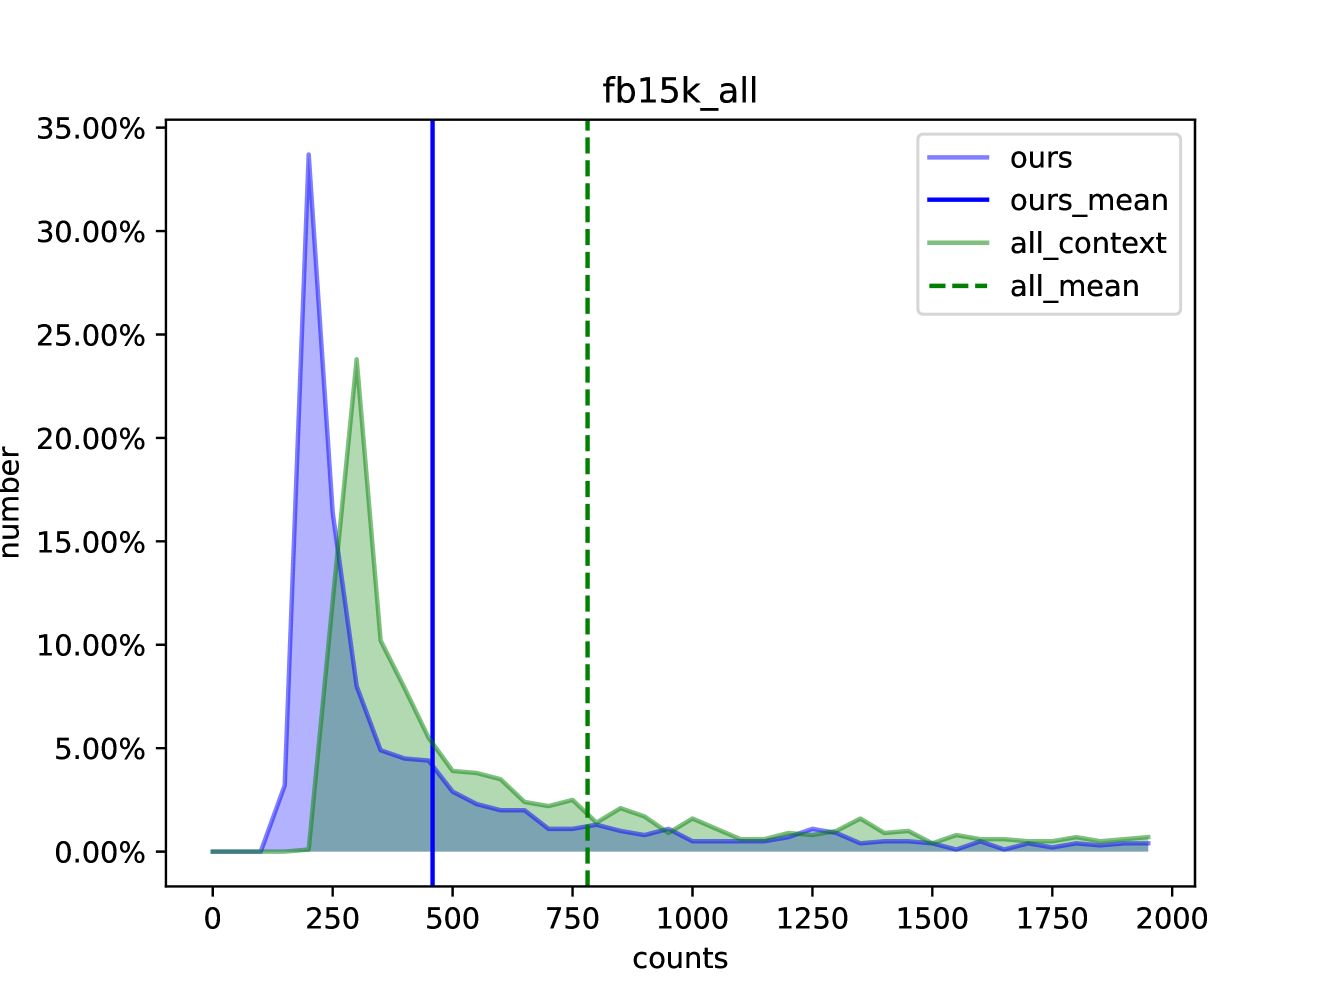 fb15k_all
35.00%
30.00%
25.00%
20.00%
15.00%
10.00%
5.00%
0.00%
number
ours
ours_mean
all_context
all_mean
0 250 500 750 1000 1250 1500 1750 2000
counts